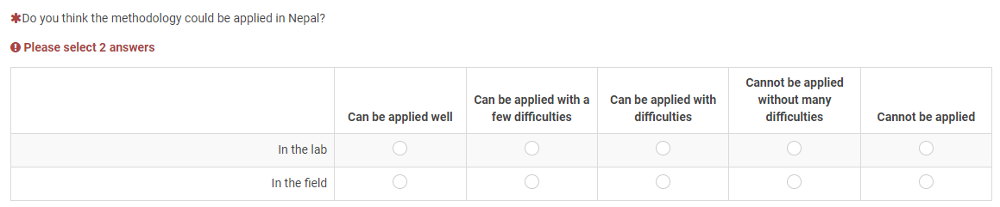 ✱Do you think the methodology could be applied in Nepal?
Please select 2 answers
Can be applied well
Can be applied with a
few difficulties
Can be applied with
difficulties
Cannot be applied
without many
difficulties
Cannot be applied
In the lab
In the field